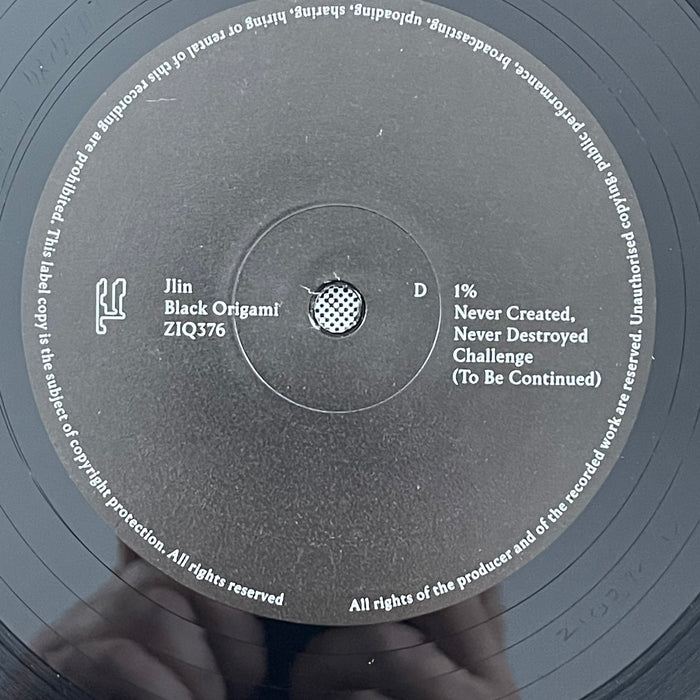 Jlin
Black Origami
ZIQ376
D
1%
Never Created,
Never Destroyed
Challenge
(To Be Continued)
All rights of the producer and of the recorded work are reserved. Unauthorised copying, public performance, broadcasting, uploading, sharing, hiring or rental of this recording are prohibited. This label copy is the subject of copyright protection. All rights reserved